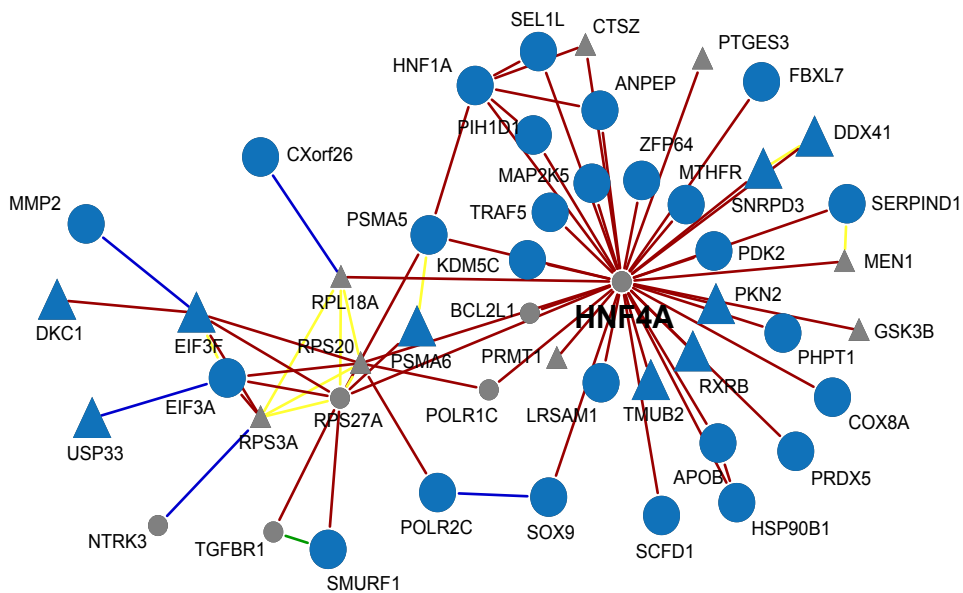 SEL1L
CTSZ
PTGES3
HNF1A
ANPEP
FBXL7
PIH1D1
DDX41
ZFP64
CXorf26
MAP2K5
MTHFR
SNRPD3
MMP2
PSMA5
TRAF5
SERPIND1
KDM5C
PDK2
MEN1
RPL18A
BCL2L1
HNF4A
PKN2
DKC1
EIF3F
RPS20
PSMA6
PRMT1
GSK3B
PHPT1
EIF3A
RPS27A
POLR1C
LRSAM1
TMUB2
RXRB
COX8A
USP33
RPS3A
APOB
PRDX5
NTRK3
TGFBR1
POLR2C
SOX9
SCFD1
HSP90B1
SMURF1